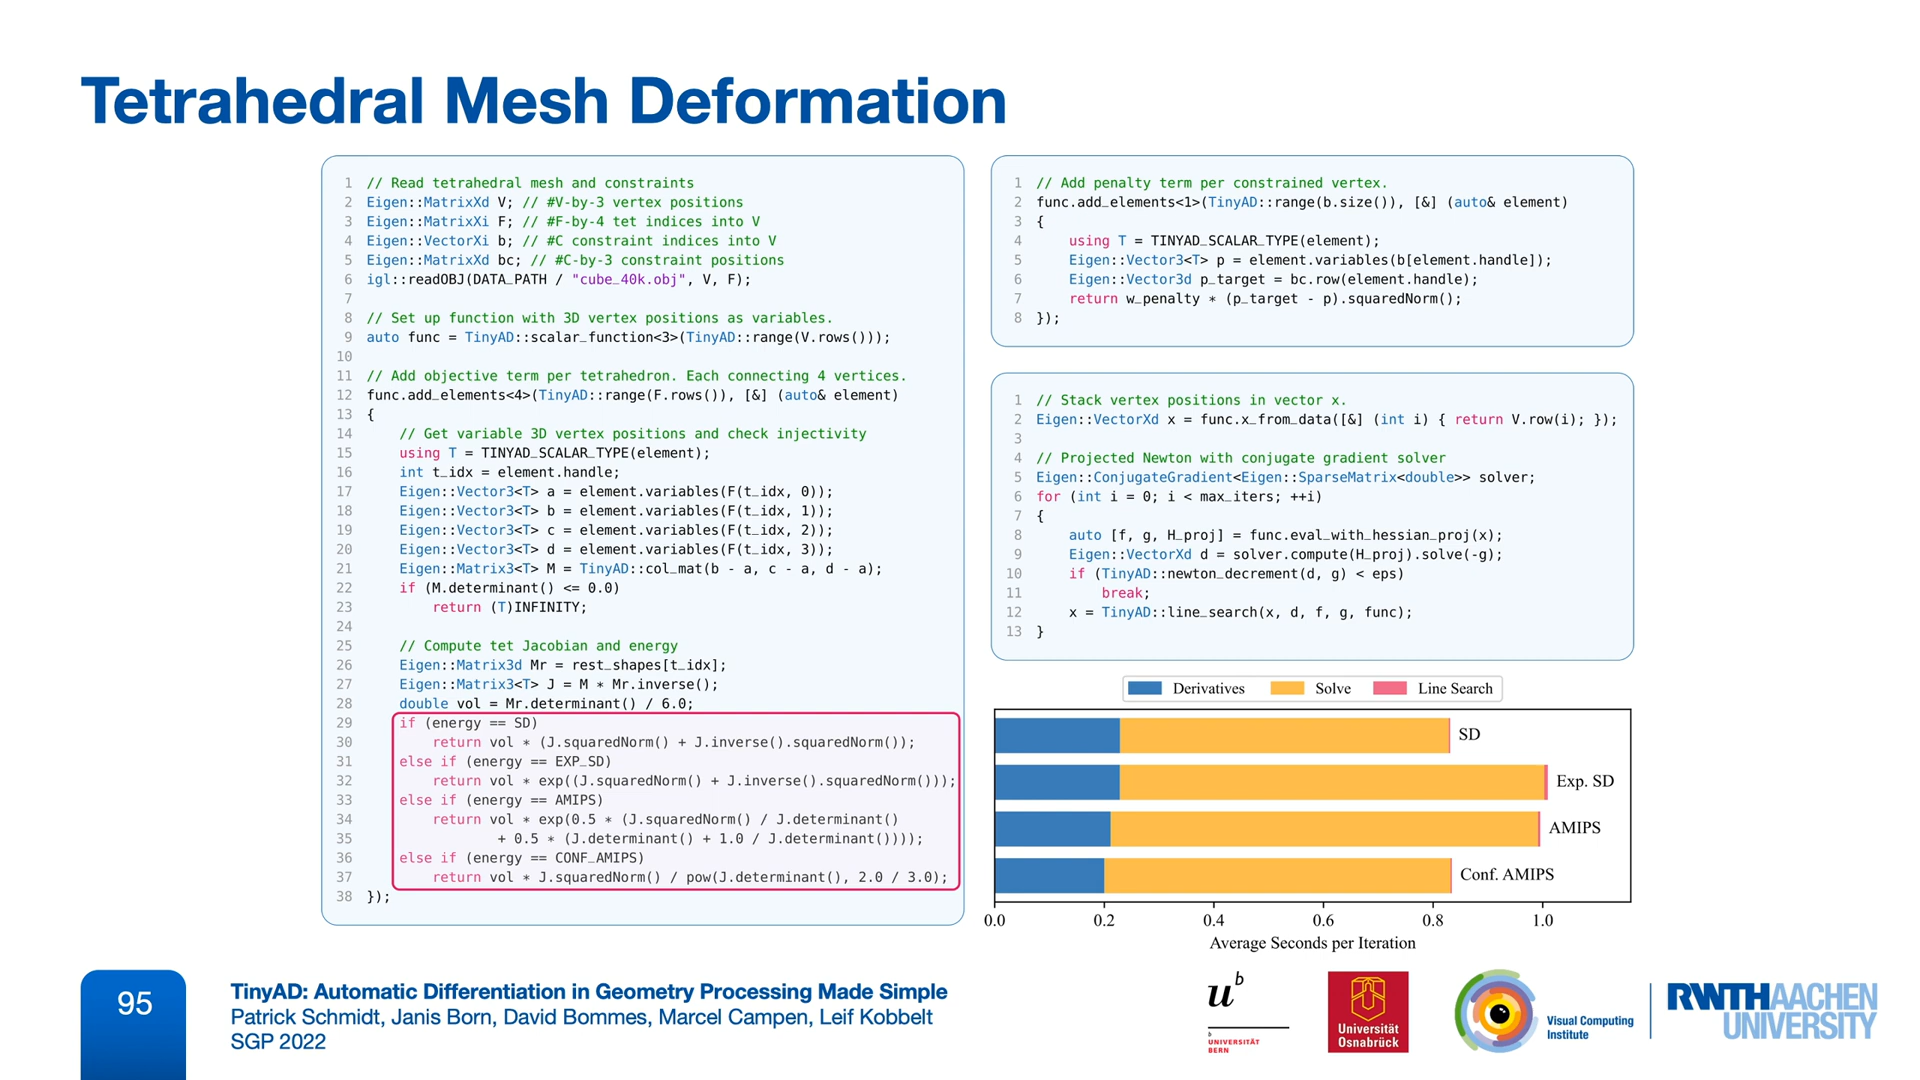 Tetrahedral Mesh Deformation
1 // Read tetrahedral mesh and constraints
2 Eigen::MatrixXd V; // #V-by-3 vertex positions
3 Eigen::MatrixXi F; // #F-by-4 tet indices into V
4 Eigen::VectorXi b; // #C constraint indices into V
5 Eigen::MatrixXd bc; // #C-by-3 constraint positions
6 igl::readOBJ(DATA_PATH / "cube_40k.obj", V, F);
7
8 // Set up function with 3D vertex positions as variables.
9 auto func = TinyAD::scalar_function<3>(TinyAD::range(V.rows()));
10
11 // Add objective term per tetrahedron. Each connecting 4 vertices.
12 func.add_elements<4>(TinyAD::range(F.rows()), [&] (auto& element)
13 {
14     // Get variable 3D vertex positions and check injectivity
15     using T = TINYAD_SCALAR_TYPE(element);
16     int t_idx = element.handle;
17     Eigen::Vector3<T> a = element.variables(F(t_idx, 0));
18     Eigen::Vector3<T> b = element.variables(F(t_idx, 1));
19     Eigen::Vector3<T> c = element.variables(F(t_idx, 2));
20     Eigen::Vector3<T> d = element.variables(F(t_idx, 3));
21     Eigen::Matrix3<T> M = TinyAD::col_mat(b - a, c - a, d - a);
22     if (M.determinant() <= 0.0)
23         return (T)INFINITY;
24
25     // Compute tet Jacobian and energy
26     Eigen::Matrix3d Mr = rest_shapes[t_idx];
27     Eigen::Matrix3<T> J = M * Mr.inverse();
28     double vol = Mr.determinant() / 6.0;
29     if (energy == SD)
30         return vol * (J.squaredNorm() + J.inverse().squaredNorm());
31     else if (energy == EXP_SD)
32         return vol * exp((J.squaredNorm() + J.inverse().squaredNorm()));
33     else if (energy == AMIPS)
34         return vol * exp(0.5 * (J.squaredNorm() / J.determinant()
35                 + 0.5 * (J.determinant() + 1.0 / J.determinant())));
36     else if (energy == CONF_AMIPS)
37         return vol * J.squaredNorm() / pow(J.determinant(), 2.0 / 3.0);
38 });
1 // Add penalty term per constrained vertex.
2 func.add_elements<1>(TinyAD::range(b.size()), [&] (auto& element)
3 {
4     using T = TINYAD_SCALAR_TYPE(element);
5     Eigen::Vector3<T> p = element.variables(b[element.handle]);
6     Eigen::Vector3d p_target = bc.row(element.handle);
7     return w_penalty * (p_target - p).squaredNorm();
8 });
1 // Stack vertex positions in vector x.
2 Eigen::VectorXd x = func.x_from_data([&] (int i) { return V.row(i); });
3
4 // Projected Newton with conjugate gradient solver
5 Eigen::ConjugateGradient<Eigen::SparseMatrix<double>> solver;
6 for (int i = 0; i < max_iters; ++i)
7 {
8     auto [f, g, H_proj] = func.eval_with_hessian_proj(x);
9     Eigen::VectorXd d = solver.compute(H_proj).solve(-g);
10     if (TinyAD::newton_decrement(d, g) < eps)
11         break;
12     x = TinyAD::line_search(x, d, f, g, func);
13 }
Derivatives Solve Line Search
SD
Exp. SD
AMIPS
Conf. AMIPS
0.0 0.2 0.4 0.6 0.8 1.0
Average Seconds per Iteration
95
TinyAD: Automatic Differentiation in Geometry Processing Made Simple
Patrick Schmidt, Janis Born, David Bommes, Marcel Campen, Leif Kobbelt
SGP 2022
u b
b
UNIVERSITÄT
BERN
Universität
Osnabrück
Visual Computing
Institute
RWTH AACHEN
UNIVERSITY